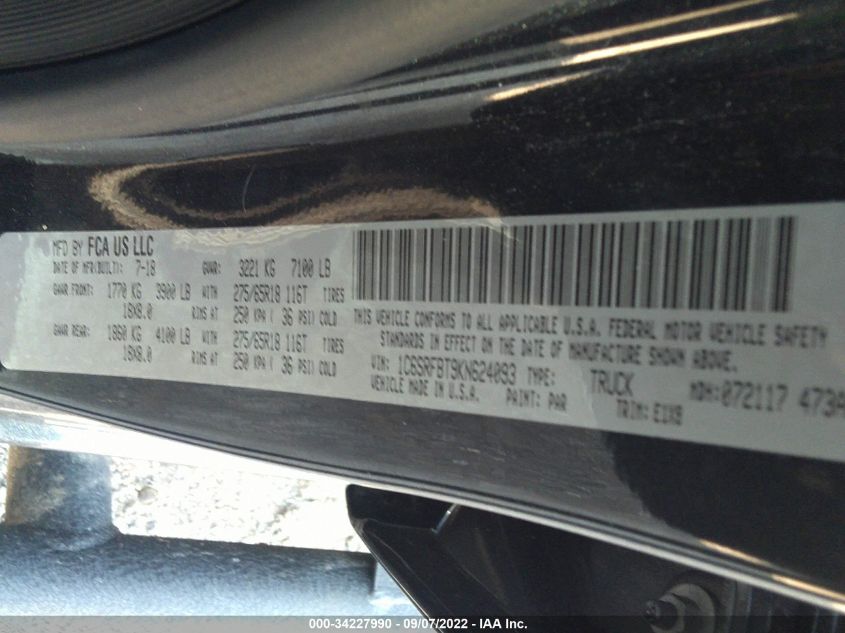 MFD BY FCA US LLC
DATE OF MFR(BUILT): 7-18 GVWR: 3221 KG 7100 LB
GAWR FRONT: 1770 KG 3900 LB WITH 275/65R18 116T TIRES
18X8.0 RIMS AT 250 KPA ( 36 PSI) COLD
GAWR REAR: 1860 KG 4100 LB WITH 275/65R18 116T TIRES
18X8.0 RIMS AT 250 KPA ( 36 PSI) COLD
THIS VEHICLE CONFORMS TO ALL APPLICABLE U.S.A. FEDERAL MOTOR VEHICLE SAFETY
STANDARDS IN EFFECT ON THE DATE OF MANUFACTURE SHOWN ABOVE.
VIN: 1C6SRFBT9KN624093 TYPE: TRUCK MDH:072117 473A
VEHICLE MADE IN U.S.A. PAINT: PAR TRIM: E1X9
000-34227990 - 09/07/2022 - IAA Inc.